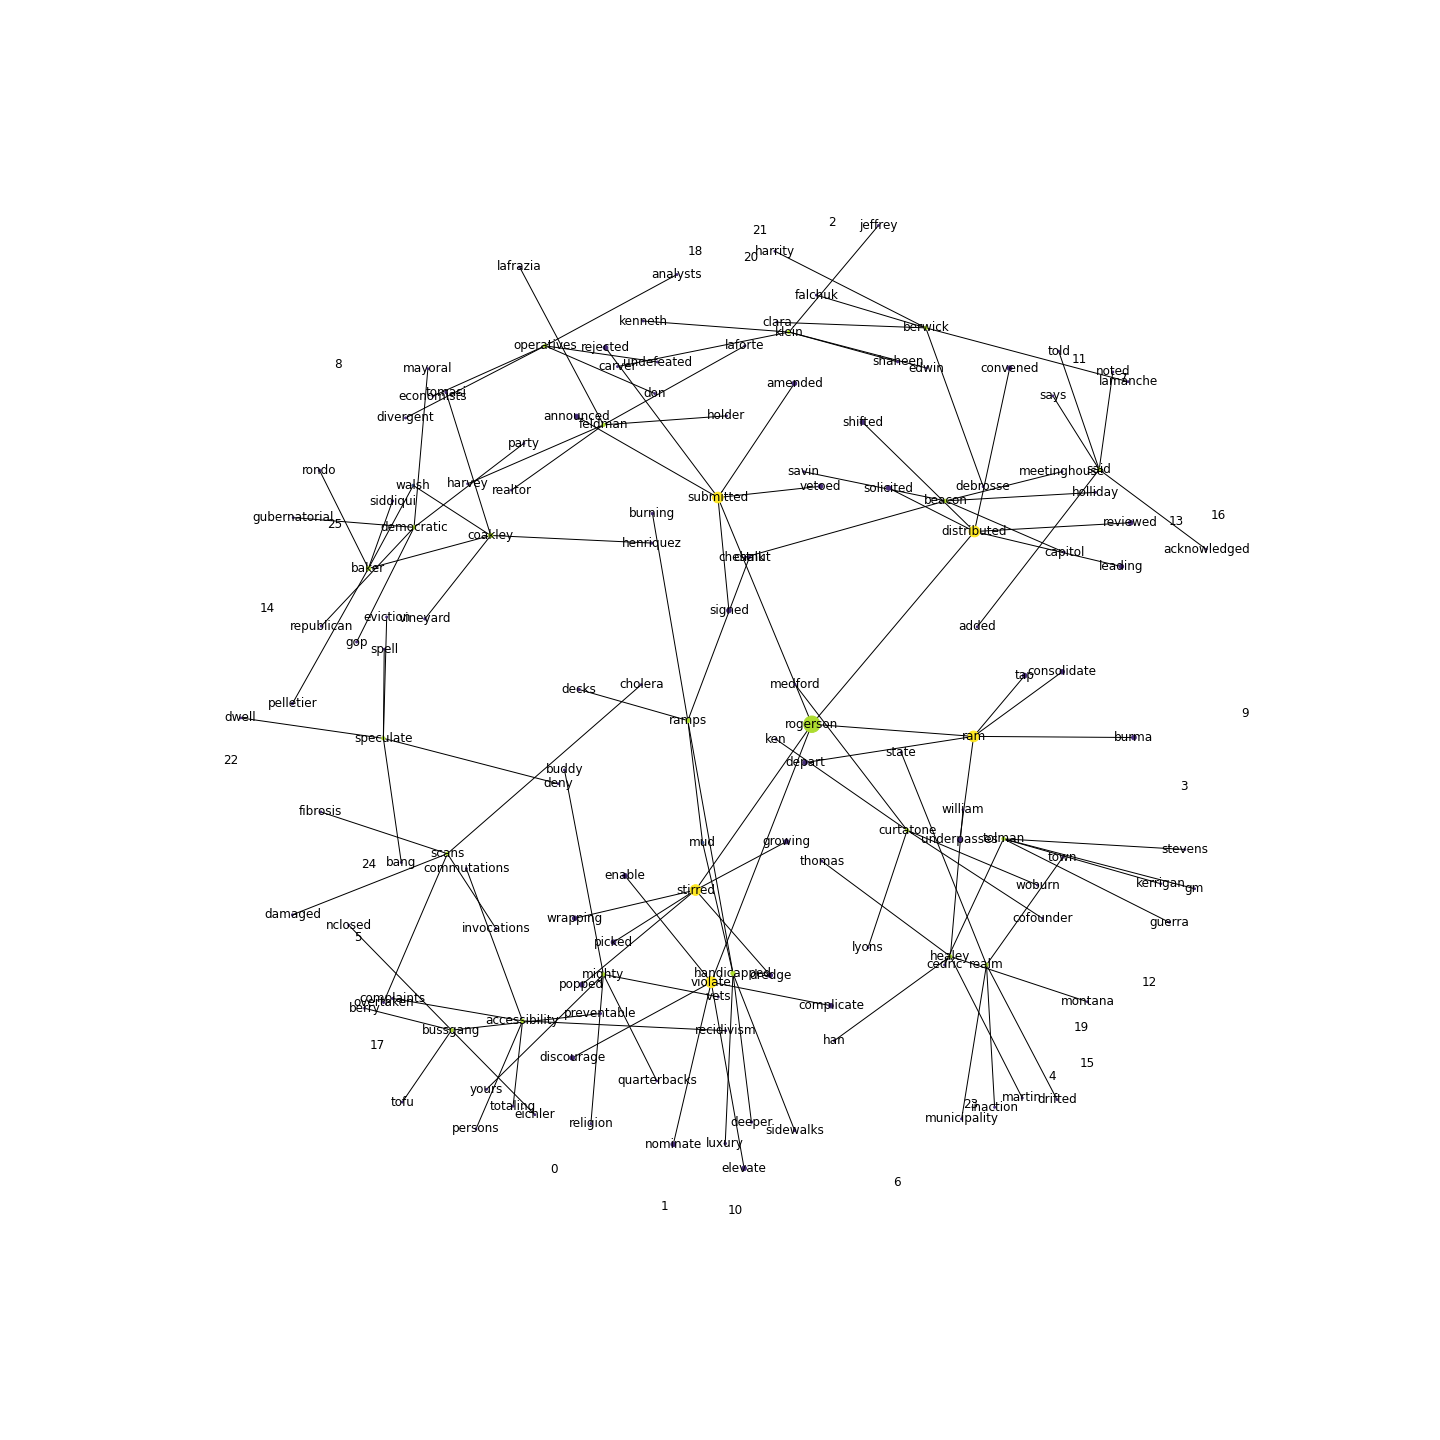 2
jeffrey
21
harrity
18
20
lafrazia
analysts
falchuk
kenneth
clara
klein
berwick
operatives
rejected
laforte
told
11
shaheen
undefeated
carver
edwin
8
mayoral
convened
noted
lamanche
amended
tomasi
economists
don
says
divergent
announced
feldman
holder
shifted
party
rondo
harvey
walsh
realtor
savin
vetoed
solicited
debrosse
meetinghouse
said
holliday
siddiqui
submitted
beacon
gubernatorial
25
democratic
burning
reviewed
13
16
coakley
henriquez
distributed
acknowledged
capitol
baker
chestnut
leading
14
republican
eviction
vineyard
signed
added
gop
spell
pelletier
decks
cholera
medford
tap
consolidate
dwell
ramps
rogerson
9
speculate
ken
ram
burma
22
state
depart
buddy
deny
3
fibrosis
william
curtatone
underpasses
tolman
scans
mud
growing
stevens
24
bang
commutations
thomas
town
enable
woburn
kerrigan
gm
stirred
damaged
nclosed
wrapping
cofounder
guerra
5
invocations
picked
lyons
healey
cedric
realm
mighty
handicapped
dredge
popped
violate
12
vets
complaints
overtaken
berry
preventable
complicate
montana
bussgang
accessibility
recidivism
19
17
discourage
han
15
quarterbacks
4
yours
tofu
totaling
eichler
martin
drifted
23
inaction
persons
religion
deeper
sidewalks
municipality
nominate
luxury
0
elevate
6
1
10